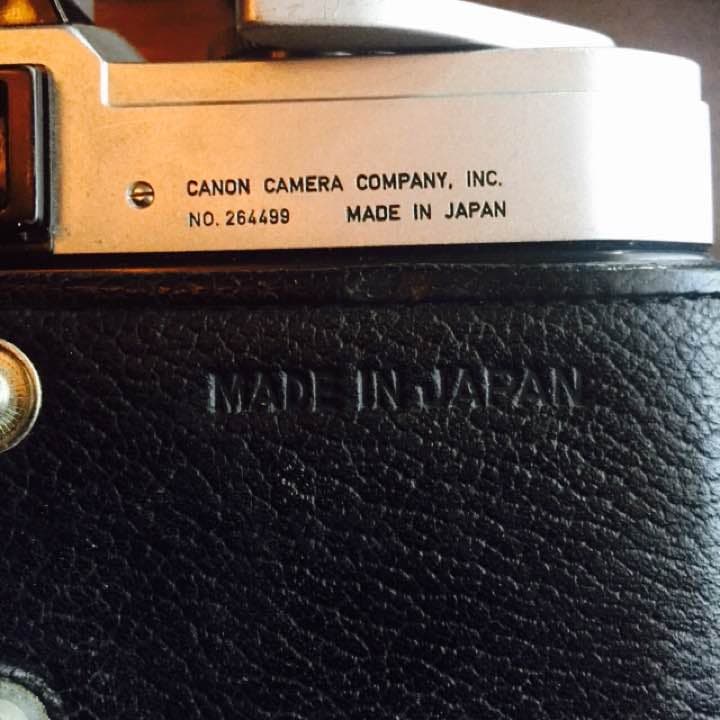 CANON CAMERA COMPANY, INC.
NO. 264499 MADE IN JAPAN
MADE IN JAPAN